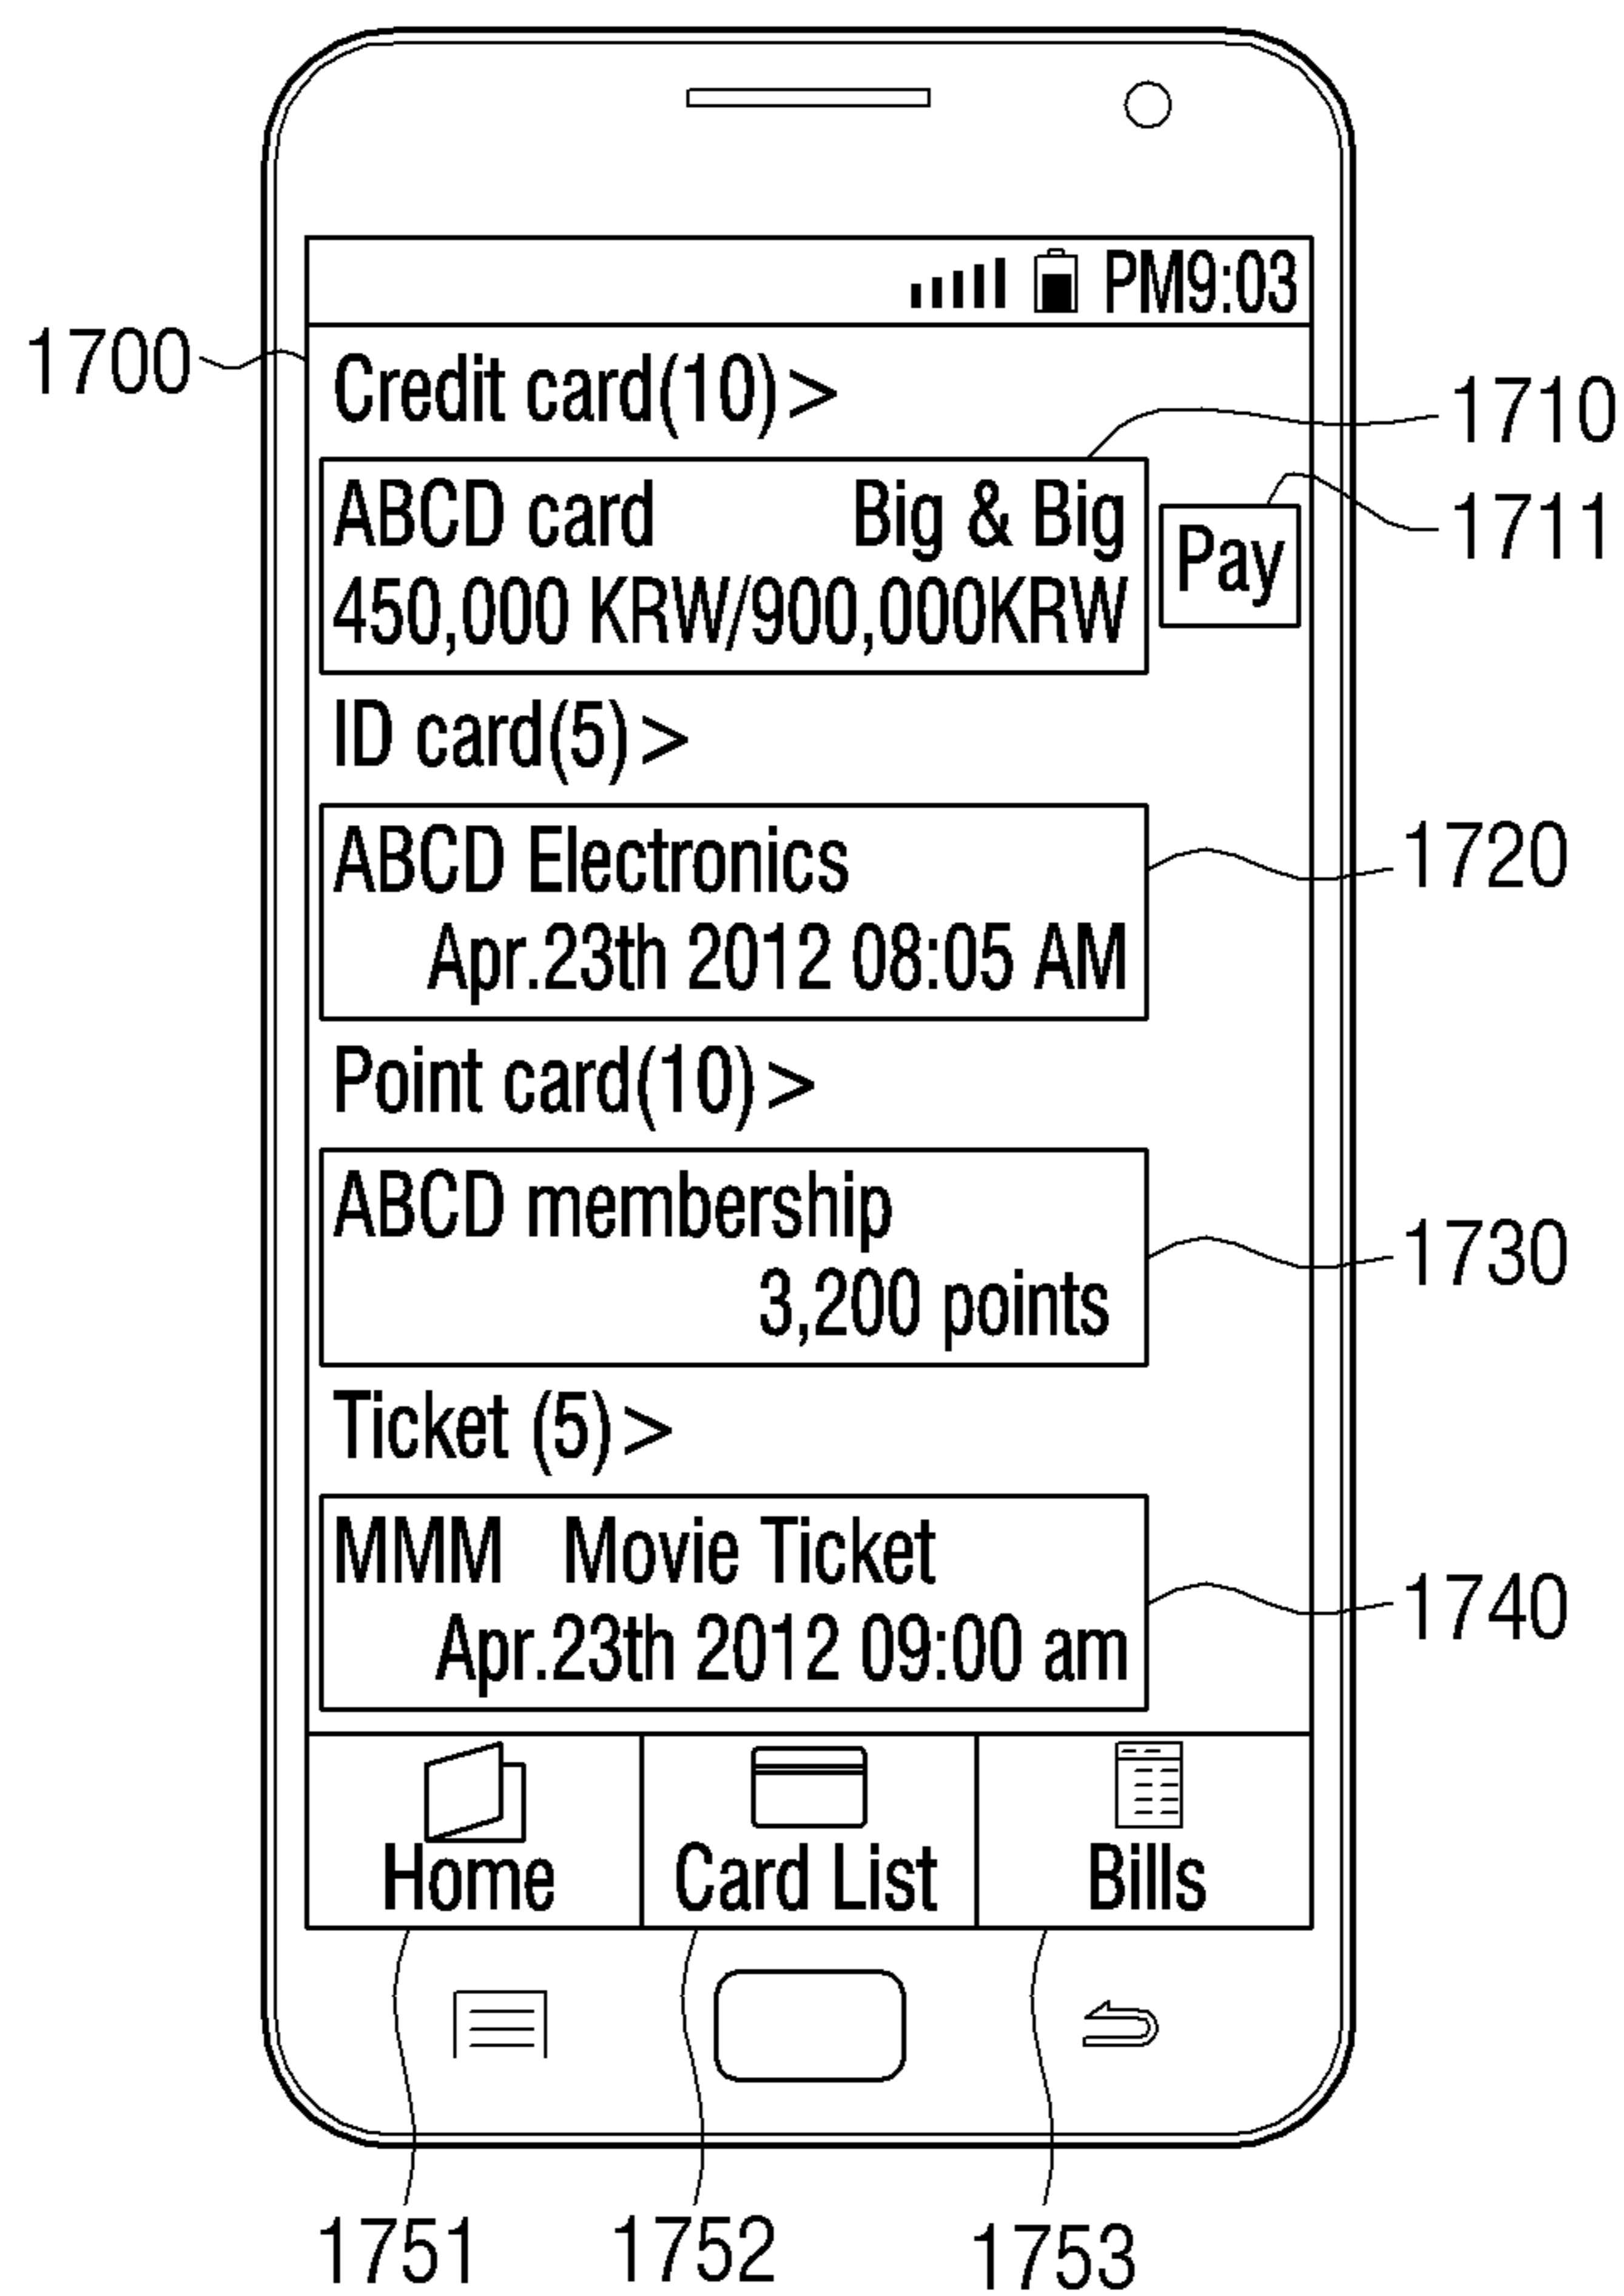 PM9:03
1700
Credit card(10)>
1710
ABCD card Big & Big
1711
Pay
450,000 KRW/900,000KRW
ID card(5)>
ABCD Electronics
1720
Apr.23th 2012 08:05 AM
Point card(10)>
ABCD membership
1730
3,200 points
Ticket (5)>
MMM Movie Ticket
1740
Apr.23th 2012 09:00 am
Home Card List Bills
1751 1752 1753